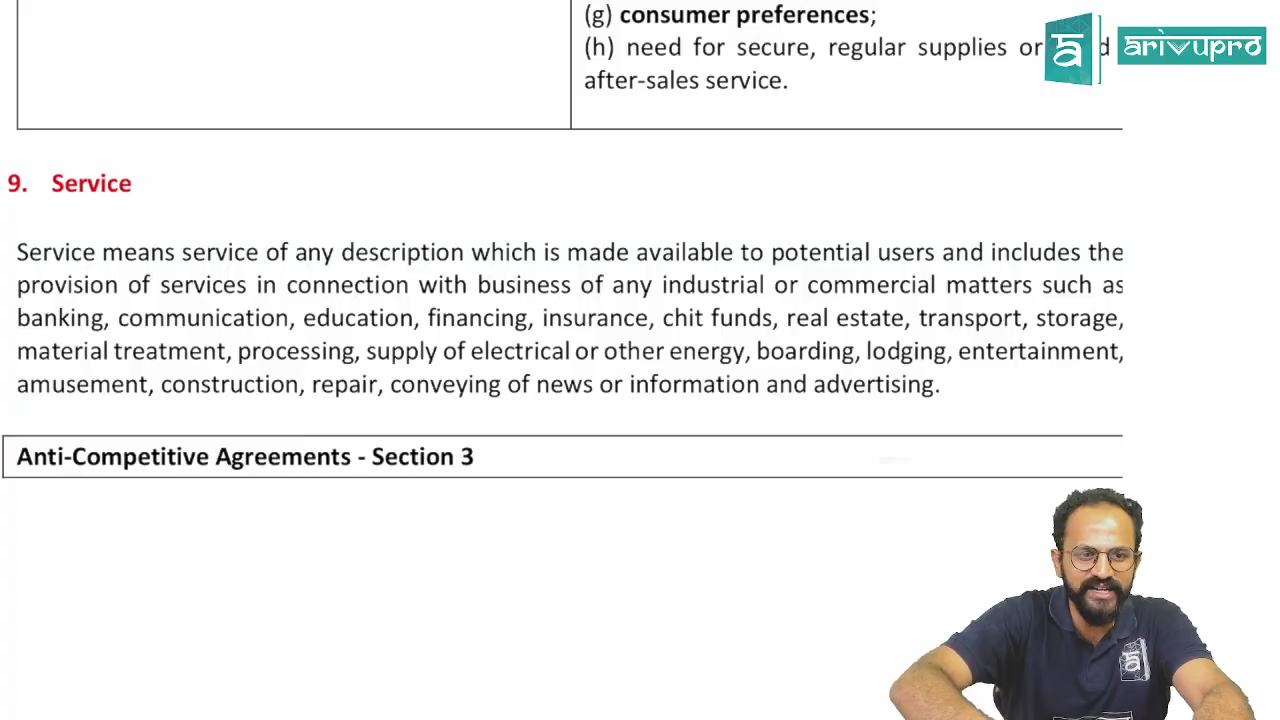 (g) consumer preferences;
(h) need for secure, regular supplies or
after-sales service.
arivupro
9. Service
Service means service of any description which is made available to potential users and includes the
provision of services in connection with business of any industrial or commercial matters such as
banking, communication, education, financing, insurance, chit funds, real estate, transport, storage,
material treatment, processing, supply of electrical or other energy, boarding, lodging, entertainment,
amusement, construction, repair, conveying of news or information and advertising.
Anti-Competitive Agreements - Section 3